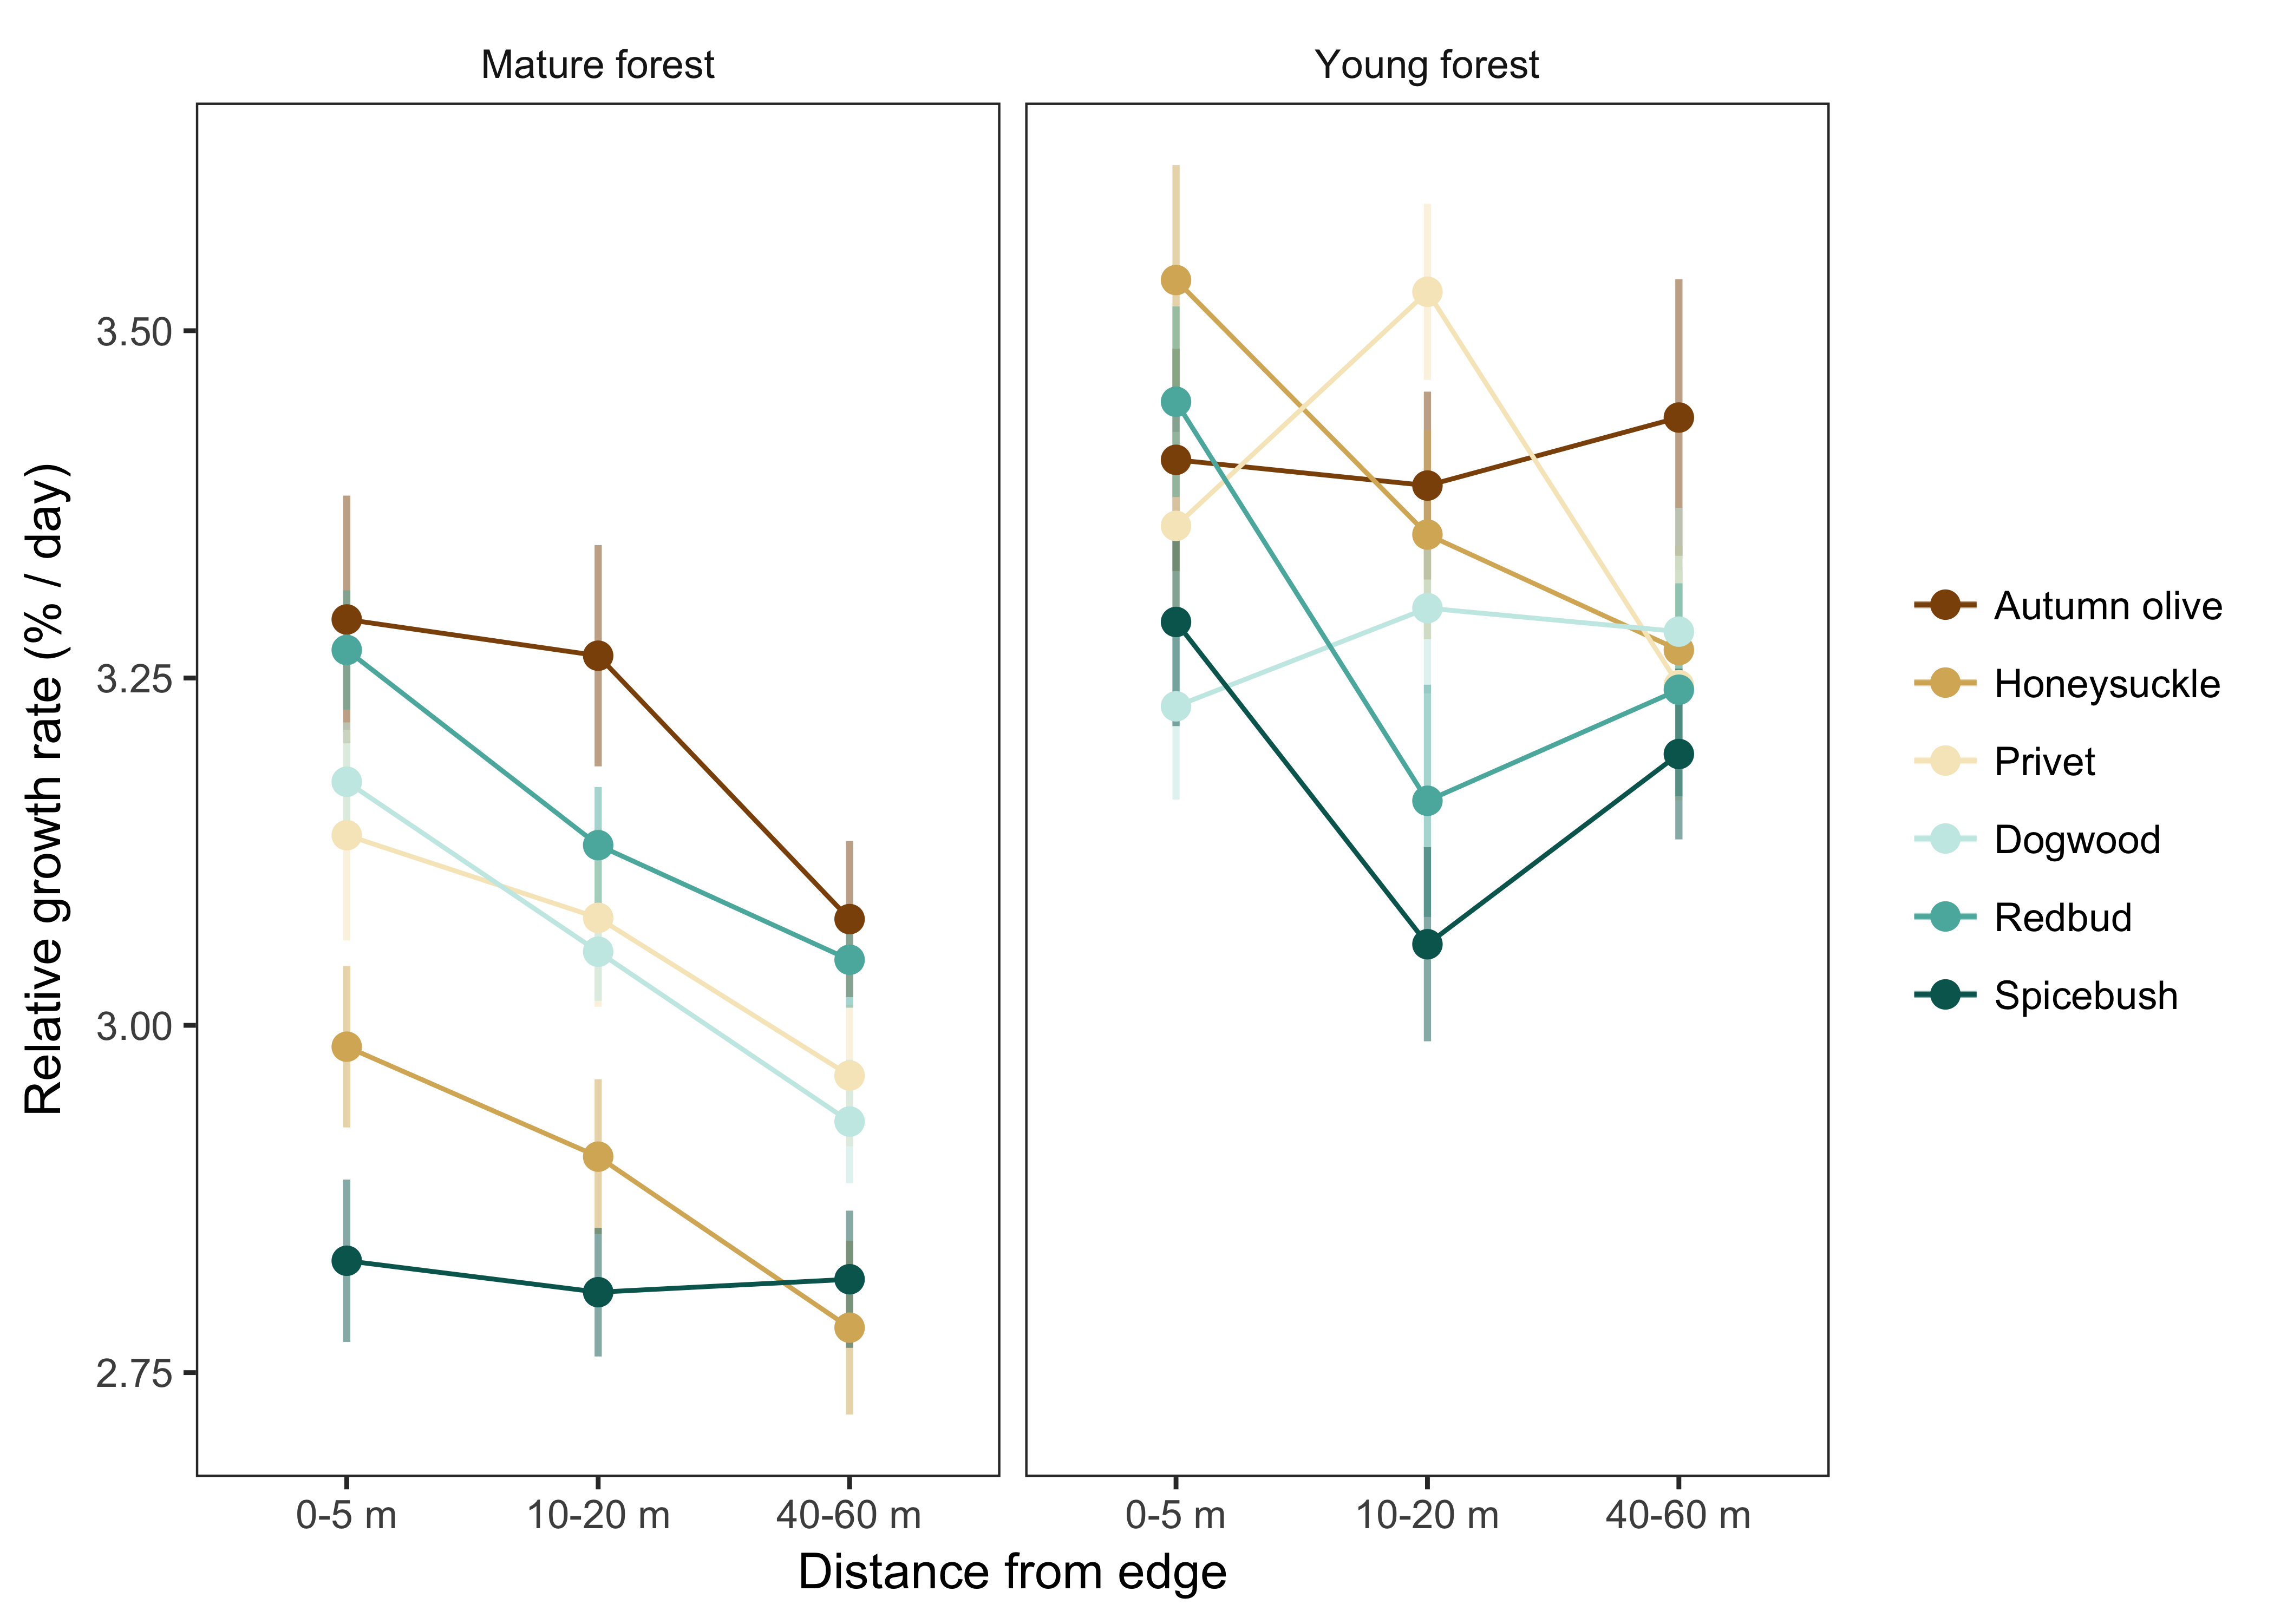 Mature forest
Young forest
Relative growth rate (% / day)
3.50
3.25
3.00
2.75
0-5 m
10-20 m
40-60 m
0-5 m
10-20 m
40-60 m
Distance from edge
Autumn olive
Honeysuckle
Privet
Dogwood
Redbud
Spicebush